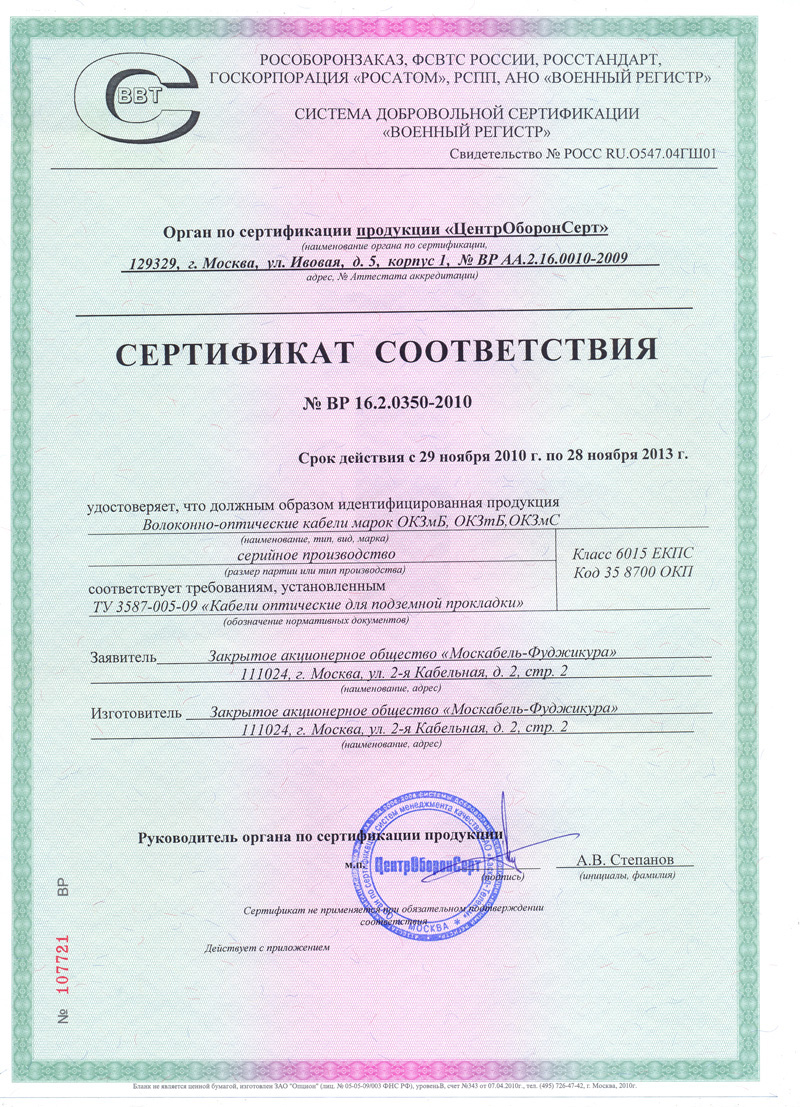 ВВТ
РОСОБОРОНЗАКАЗ, ФСВТС РОССИИ, РОССТАНДАРТ,
ГОСКОРПОРАЦИЯ «РОСАТОМ», РСПП, АНО «ВОЕННЫЙ РЕГИСТР»
СИСТЕМА ДОБРОВОЛЬНОЙ СЕРТИФИКАЦИИ
«ВОЕННЫЙ РЕГИСТР»
Свидетельство № РОСС RU.О547.04ГШ01
Орган по сертификации продукции «ЦентрОборонСерт»
(наименование органа по сертификации,
129329, г. Москва, ул. Ивовая, д. 5, корпус 1, № ВР АА.2.16.0010-2009
адрес, № Аттестата аккредитации)
СЕРТИФИКАТ СООТВЕТСТВИЯ
№ ВР 16.2.0350-2010
Срок действия с 29 ноября 2010 г. по 28 ноября 2013 г.
удостоверяет, что должным образом идентифицированная продукция
Волоконно-оптические кабели марок ОКЗмБ, ОКЗтБ,ОКЗмС
(наименование, тип, вид, марка)
серийное производство
(размер партии или тип производства)
Класс 6015 ЕКПС
Код 35 8700 ОКП
соответствует требованиям, установленным
ТУ 3587-005-09 «Кабели оптические для подземной прокладки»
(обозначение нормативных документов)
Заявитель Закрытое акционерное общество «Москабель-Фуджикура»
111024, г. Москва, ул. 2-я Кабельная, д. 2, стр. 2
(наименование, адрес)
Изготовитель Закрытое акционерное общество «Москабель-Фуджикура»
111024, г. Москва, ул. 2-я Кабельная, д. 2, стр. 2
(наименование, адрес)
Руководитель органа по сертификации продукции
м.п.
ЦентрОборонСерт
МОСКВА
(подпись)
А.В. Степанов
(инициалы, фамилия)
Сертификат не применяется при обязательном подтверждении
соответствия
Действует с приложением
№ 107721 ВР
Бланк не является ценной бумагой, изготовлен ЗАО "Опцион" (лиц. № 05-05-09/003 ФНС РФ), уровеньВ, счет №343 от 07.04.2010г., тел. (495) 726-47-42, г. Москва, 2010г.